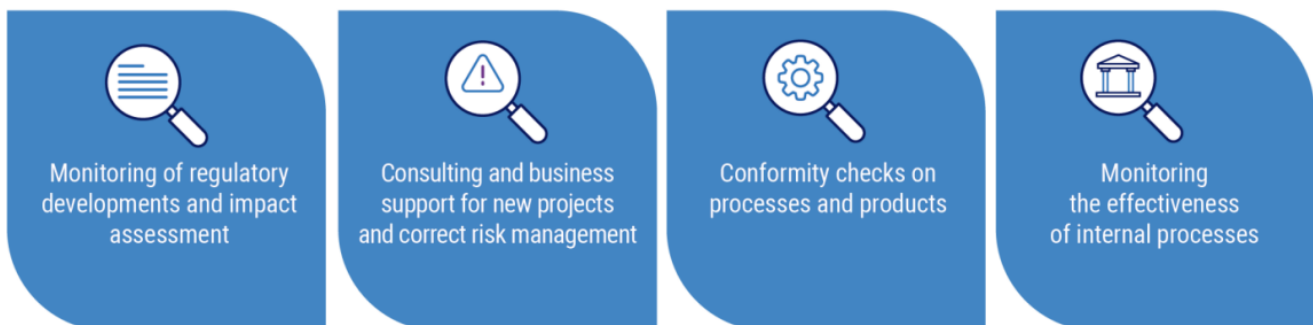 Monitoring of regulatory
developments and impact
assessment
Consulting and business
support for new projects
and correct risk management
Conformity checks on
processes and products
Monitoring
the effectiveness
of internal processes